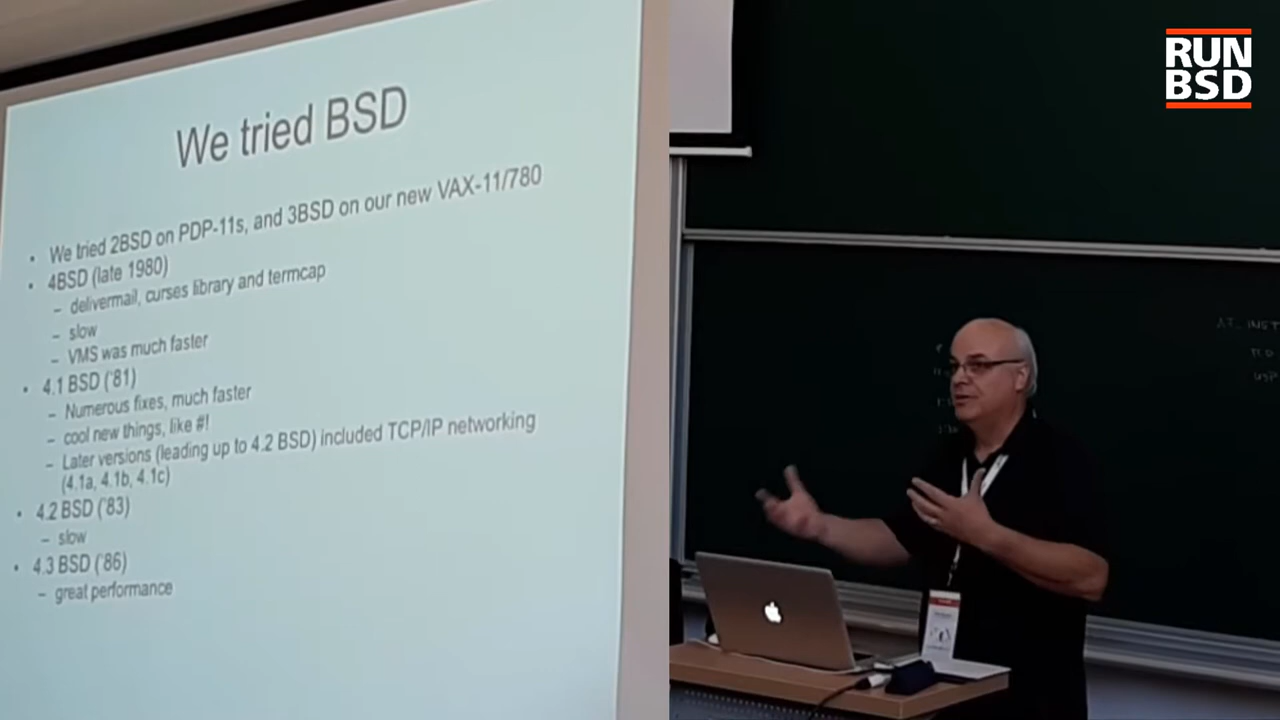 We tried BSD
• We tried 2BSD on PDP-11s, and 3BSD on our new VAX-11/780
• 4BSD (late 1980)
– delivermail, curses library and termcap
– slow
– VMS was much faster
• 4.1 BSD ('81)
– Numerous fixes, much faster
– cool new things, like #!
– Later versions (leading up to 4.2 BSD) included TCP/IP networking
(4.1a, 4.1b, 4.1c)
• 4.2 BSD ('83)
– slow
• 4.3 BSD ('86)
– great performance
RUN
BSD